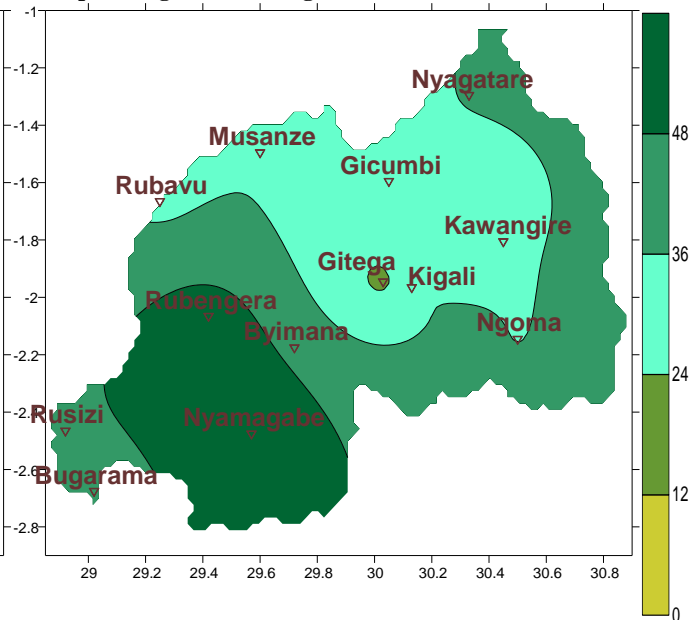 -1
-1.2
-1.4
-1.6
-1.8
-2
-2.2
-2.4
-2.6
-2.8
Nyagatare
Musanze
Gicumbi
Rubavu
Kawangire
Gitega
Kigali
Rubengera
Byimana
Ngoma
Rusizi
Nyamagabe
Bugarama
29 29.2 29.4 29.6 29.8 30 30.2 30.4 30.6 30.8
48
36
24
12
0